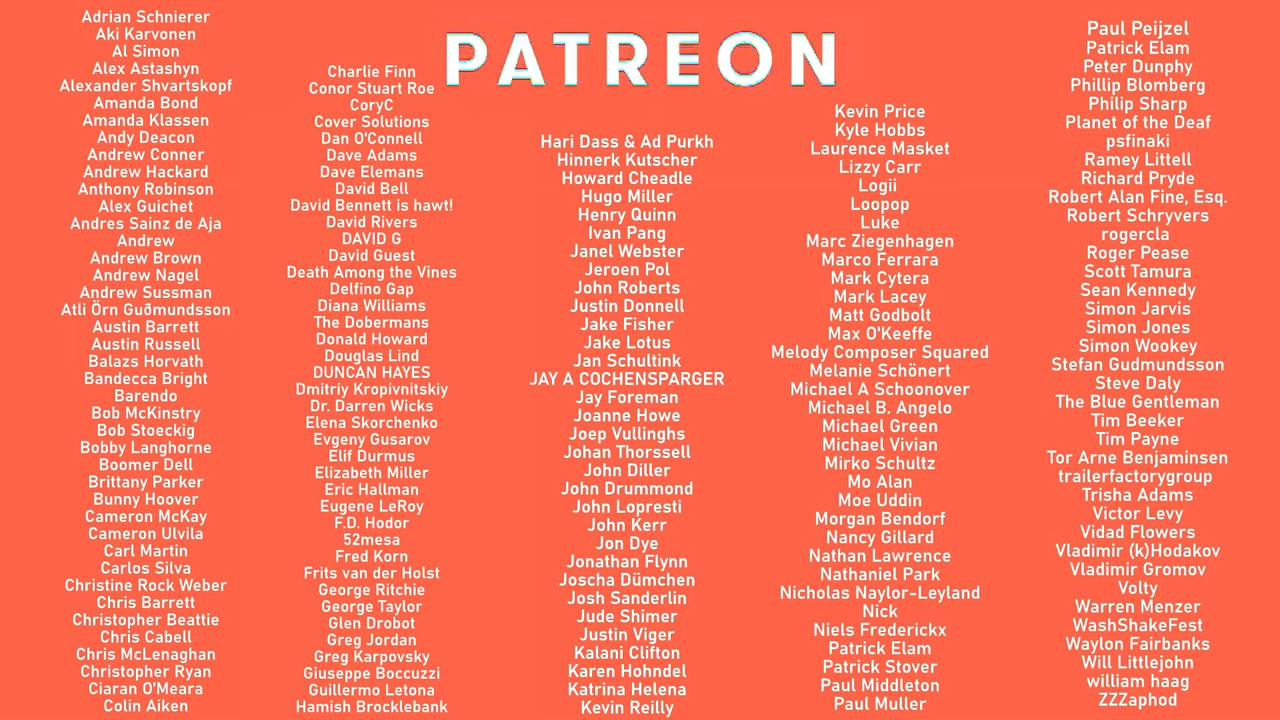 PATREON
Adrian Schnierer
Aki Karvonen
Al Simon
Alex Astashyn
Alexander Shvartskopf
Amanda Bond
Amanda Klassen
Andy Deacon
Andrew Conner
Andrew Hackard
Anthony Robinson
Alex Guichet
Andres Sainz de Aja
Andrew
Andrew Brown
Andrew Nagel
Andrew Sussman
Atli Örn Guðmundsson
Austin Barrett
Austin Russell
Balazs Horvath
Bandecca Bright
Barendo
Bob McKinstry
Bob Stoeckig
Bobby Langhorne
Boomer Dell
Brittany Parker
Bunny Hoover
Cameron McKay
Cameron Ulvila
Carl Martin
Carlos Silva
Christine Rock Weber
Chris Barrett
Christopher Beattie
Chris Cabell
Chris McLenaghan
Christopher Ryan
Ciaran O'Meara
Colin Aiken
Charlie Finn
Conor Stuart Roe
CoryC
Cover Solutions
Dan O'Connell
Dave Adams
Dave Elemans
David Bell
David Bennett is hawt!
David Rivers
DAVID G
David Guest
Death Among the Vines
Delfino Gap
Diana Williams
The Dobermans
Donald Howard
Douglas Lind
DUNCAN HAYES
Dmitriy Kropivnitskiy
Dr. Darren Wicks
Elena Skorchenko
Evgeny Gusarov
Elif Durmus
Elizabeth Miller
Eric Hallman
Eugene LeRoy
F.D. Hodor
52mesa
Fred Korn
Frits van der Holst
George Ritchie
George Taylor
Glen Drobot
Greg Jordan
Greg Karpovsky
Giuseppe Boccuzzi
Guillermo Letona
Hamish Brocklebank
Hari Dass & Ad Purkh
Hinnerk Kutscher
Howard Cheadle
Hugo Miller
Henry Quinn
Ivan Pang
Janel Webster
Jeroen Pol
John Roberts
Justin Donnell
Jake Fisher
Jake Lotus
Jan Schultink
JAY A COCHENSPARGER
Jay Foreman
Joanne Howe
Joep Vullinghs
Johan Thorssell
John Diller
John Drummond
John Lopresti
John Kerr
Jon Dye
Jonathan Flynn
Joscha Dümchen
Josh Sanderlin
Jude Shimer
Justin Viger
Kalani Clifton
Karen Hohndel
Katrina Helena
Kevin Reilly
Kevin Price
Kyle Hobbs
Laurence Masket
Lizzy Carr
Logii
Loopop
Luke
Marc Ziegenhagen
Marco Ferrara
Mark Cytera
Mark Lacey
Matt Godbolt
Max O'Keeffe
Melody Composer Squared
Melanie Schönert
Michael A Schoonover
Michael B. Angelo
Michael Green
Michael Vivian
Mirko Schultz
Mo Alan
Moe Uddin
Morgan Bendorf
Nancy Gillard
Nathan Lawrence
Nathaniel Park
Nicholas Naylor-Leyland
Nick
Niels Frederickx
Patrick Elam
Patrick Stover
Paul Middleton
Paul Muller
Paul Peijzel
Patrick Elam
Peter Dunphy
Phillip Blomberg
Philip Sharp
Planet of the Deaf
psfinaki
Ramey Littell
Richard Pryde
Robert Alan Fine, Esq.
Robert Schryvers
rogercla
Roger Pease
Scott Tamura
Sean Kennedy
Simon Jarvis
Simon Jones
Simon Wookey
Stefan Gudmundsson
Steve Daly
The Blue Gentleman
Tim Beeker
Tim Payne
Tor Arne Benjaminsen
trailerfactorygroup
Trisha Adams
Victor Levy
Vidad Flowers
Vladimir (k)Hodakov
Vladimir Gromov
Volty
Warren Menzer
WashShakeFest
Waylon Fairbanks
Will Littlejohn
william haag
ZZZaphod